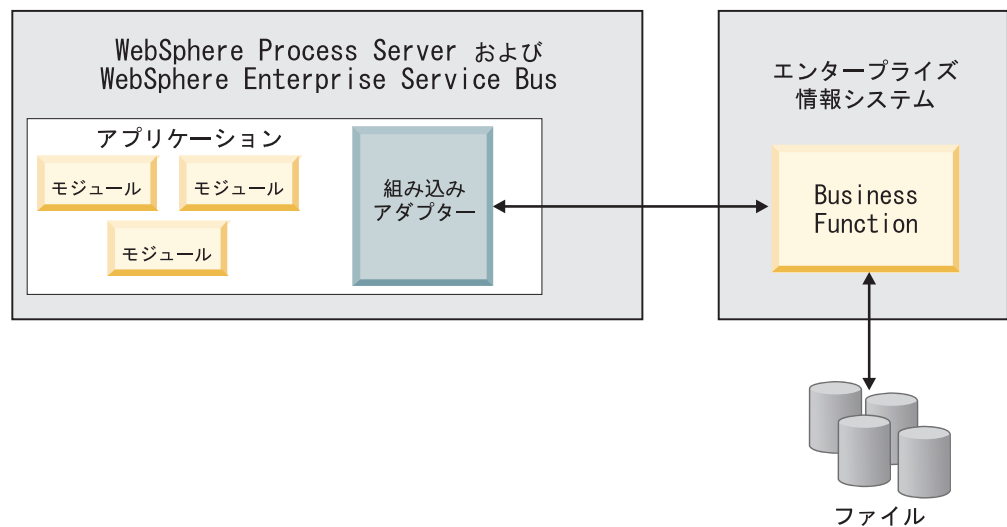 WebSphere Process Server および
WebSphere Enterprise Service Bus
アプリケーション
モジュール
モジュール
モジュール
組み込み
アダプター
エンタープライズ
情報システム
Business
Function
ファイル